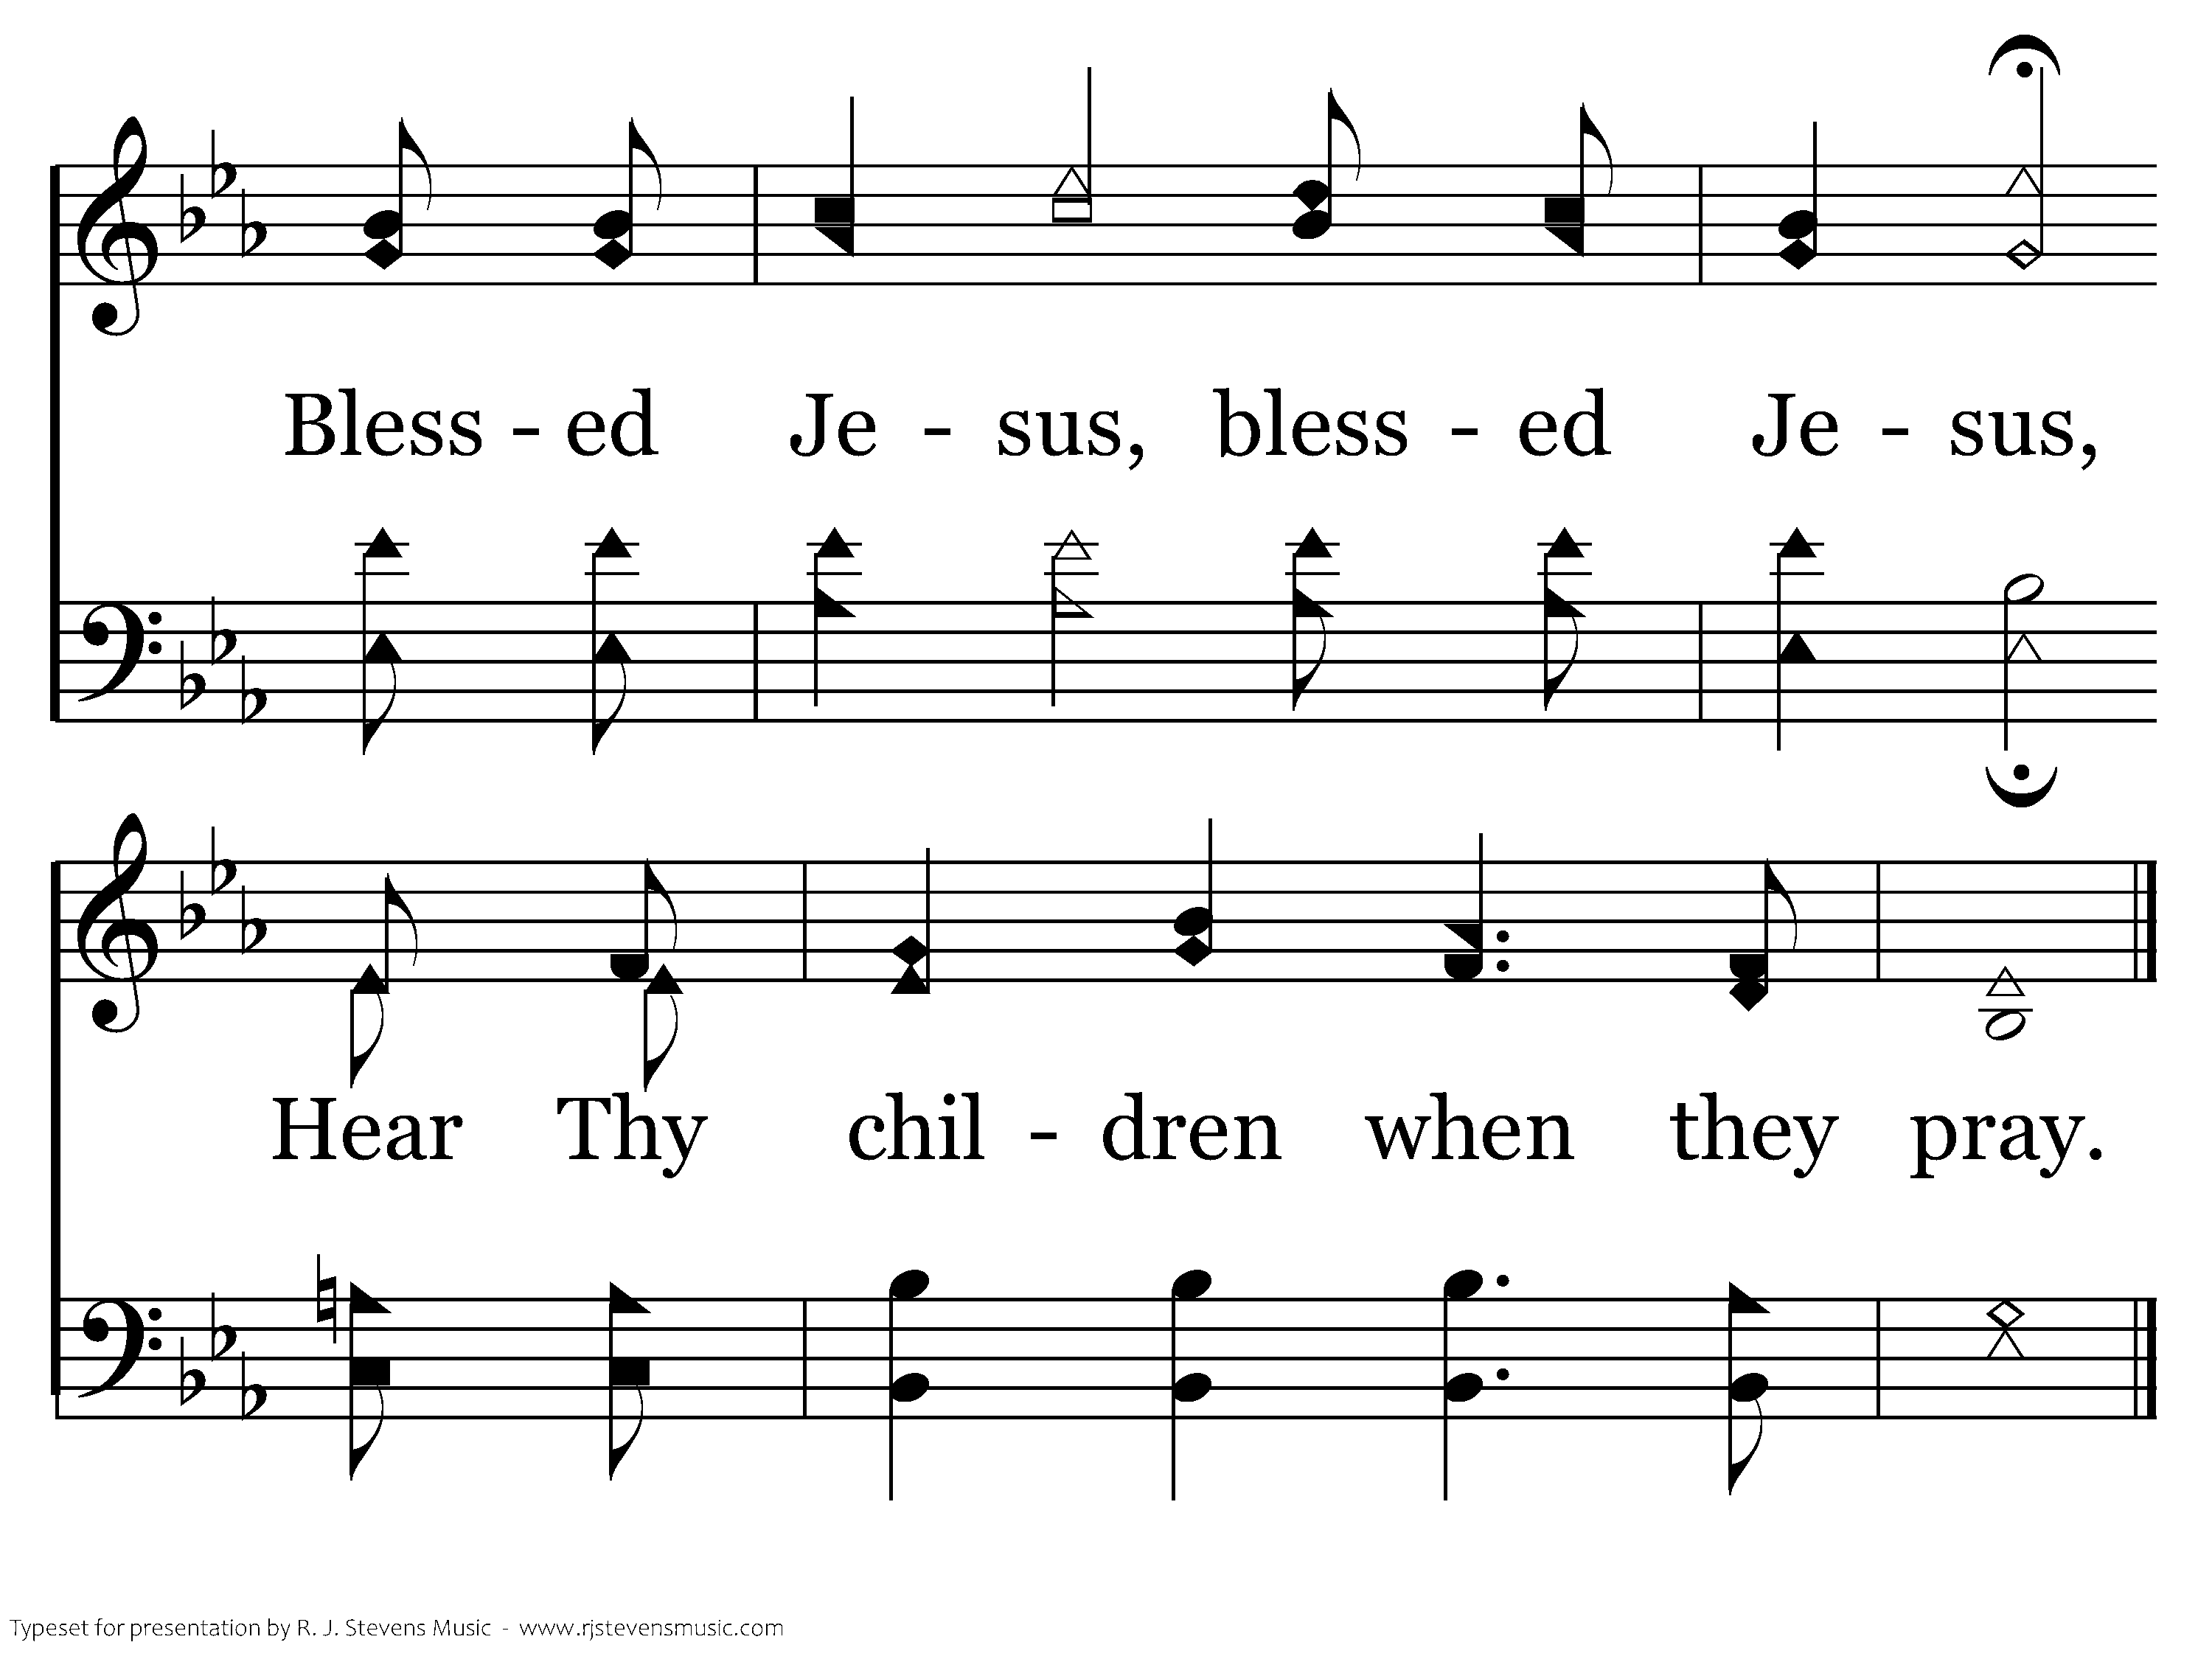 Bless - ed Je - sus, bless - ed Je - sus,
Hear Thy chil - dren when they pray.
Typeset for presentation by R. J. Stevens Music - www.rjstevensmusic.com